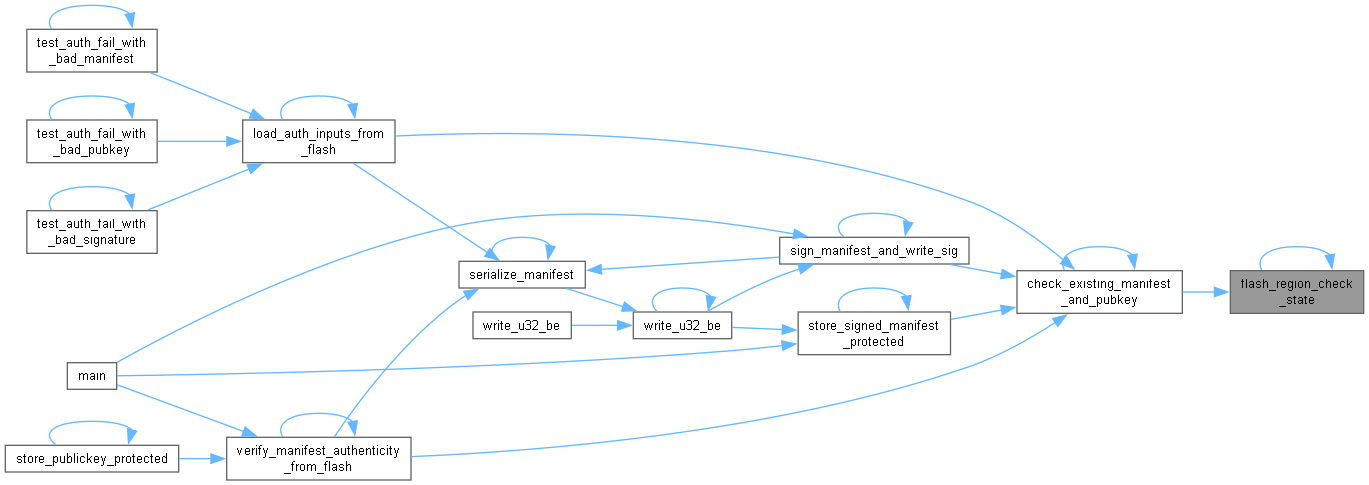 test_auth_fail_with
_bad_manifest
test_auth_fail_with
_bad_pubkey
load_auth_inputs_from
_flash
test_auth_fail_with
_bad_signature
sign_manifest_and_write_sig
serialize_manifest
check_existing_manifest
_and_pubkey
flash_region_check
_state
write_u32_be
write_u32_be
store_signed_manifest
_protected
main
store_publickey_protected
verify_manifest_authenticity
_from_flash